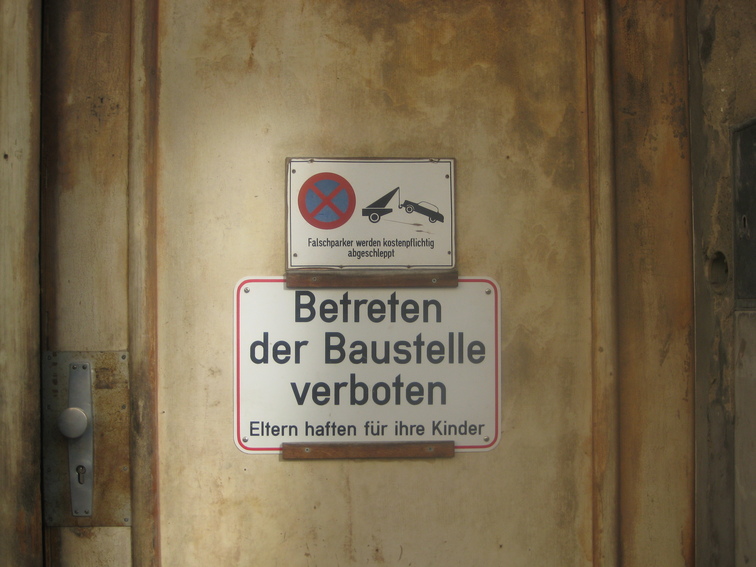 Falschparker werden kostenpflichtig
abgeschleppt
Betreten
der Baustelle
verboten
Eltern haften für ihre Kinder